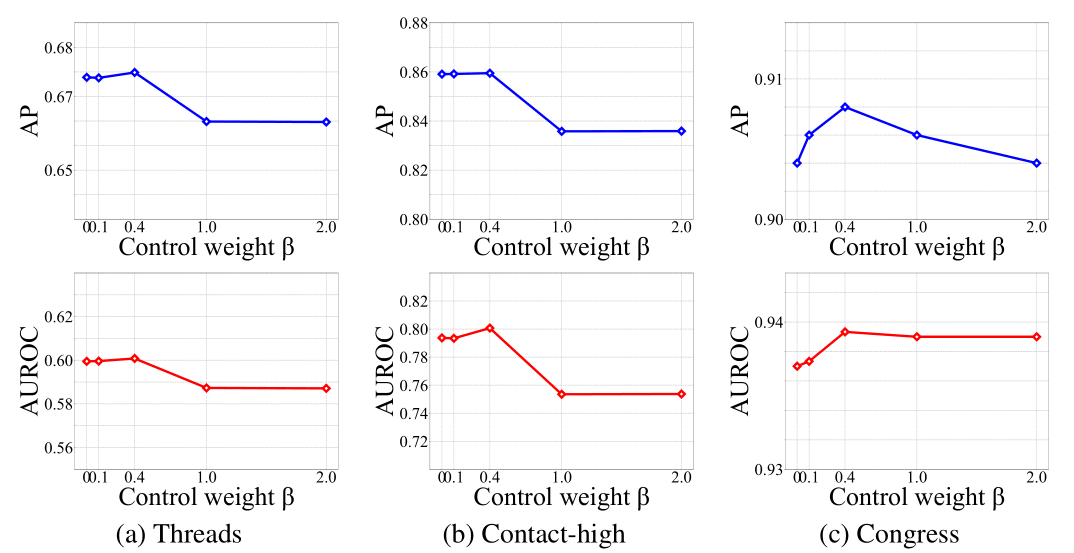 AP
0.68
0.67
0.65
00.1 0.4 1.0 2.0
Control weight β
AP
0.88
0.86
0.84
0.82
0.80
00.1 0.4 1.0 2.0
Control weight β
AP
0.91
0.90
00.1 0.4 1.0 2.0
Control weight β
AUROC
0.62
0.60
0.58
0.56
00.1 0.4 1.0 2.0
Control weight β
AUROC
0.82
0.80
0.78
0.76
0.74
0.72
00.1 0.4 1.0 2.0
Control weight β
AUROC
0.94
0.93
00.1 0.4 1.0 2.0
Control weight β
(a) Threads
(b) Contact-high
(c) Congress